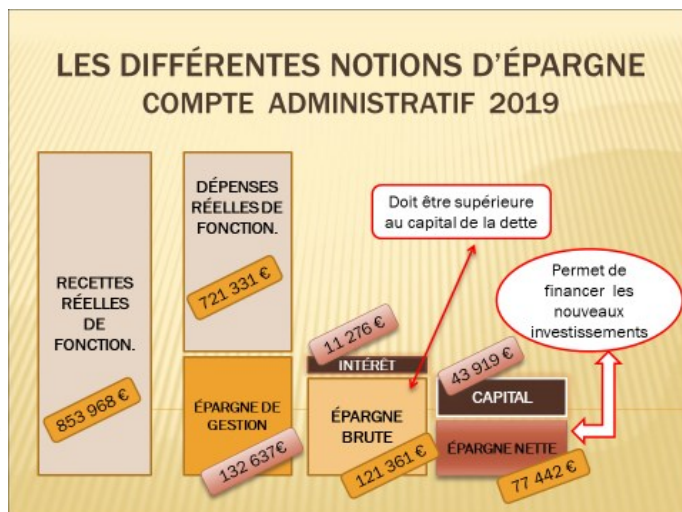 LES DIFFÉRENTES NOTIONS D'ÉPARGNE
COMPTE ADMINISTRATIF 2019
RECETTES
RÉELLES
DE
FONCTION.
853 968 €
DÉPENSES
RÉELLES DE
FONCTION.
721 331 €
ÉPARGNE DE
GESTION
132 637€
11 276 €
INTÉRÊT
ÉPARGNE
BRUTE
121 361 €
Doit être supérieure
au capital de la dette
43 919 €
CAPITAL
ÉPARGNE NETTE
77 442 €
Permet de
financer les
nouveaux
investissements